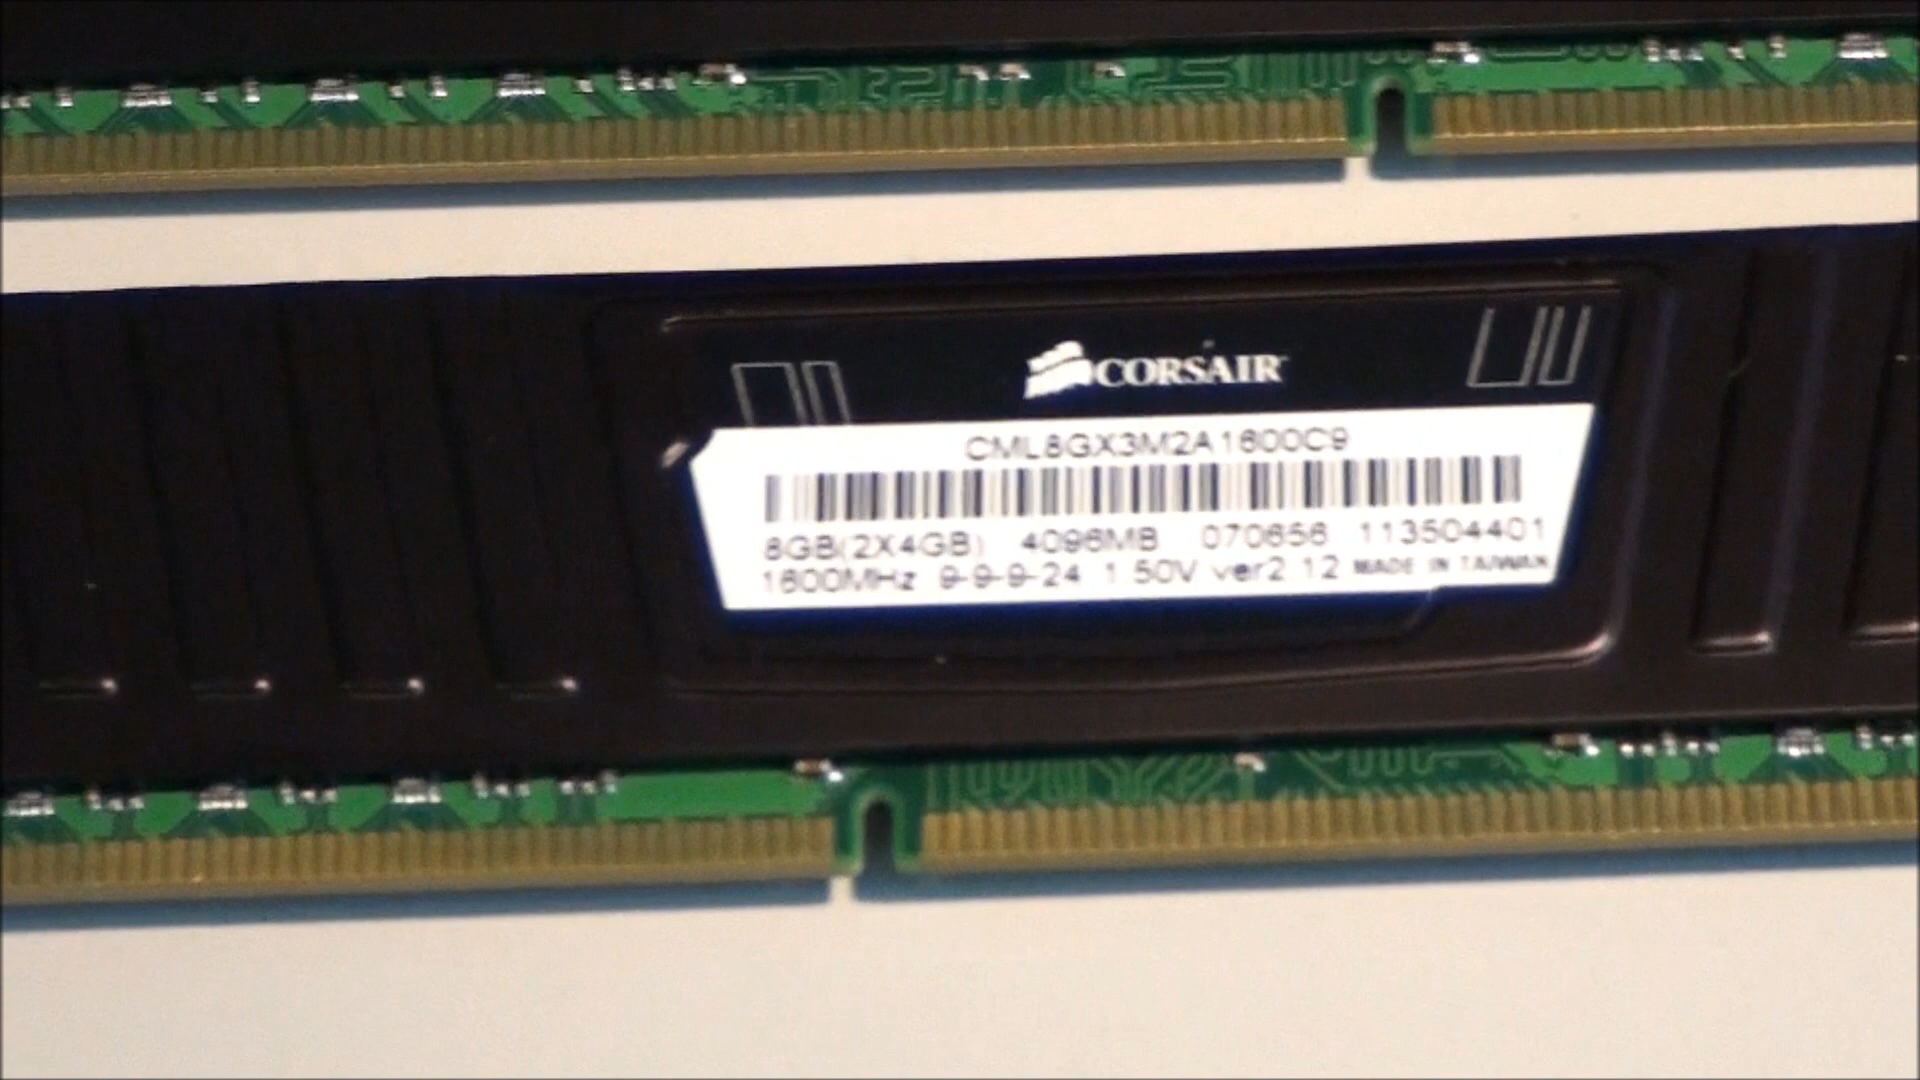 CORSAIR
CML8GX3M2A1600C9
8GB(2X4GB) 4096MB 070656 113504401
1600MHz 9-9-9-24 1.50V ver2.12 MADE IN TAIWAN